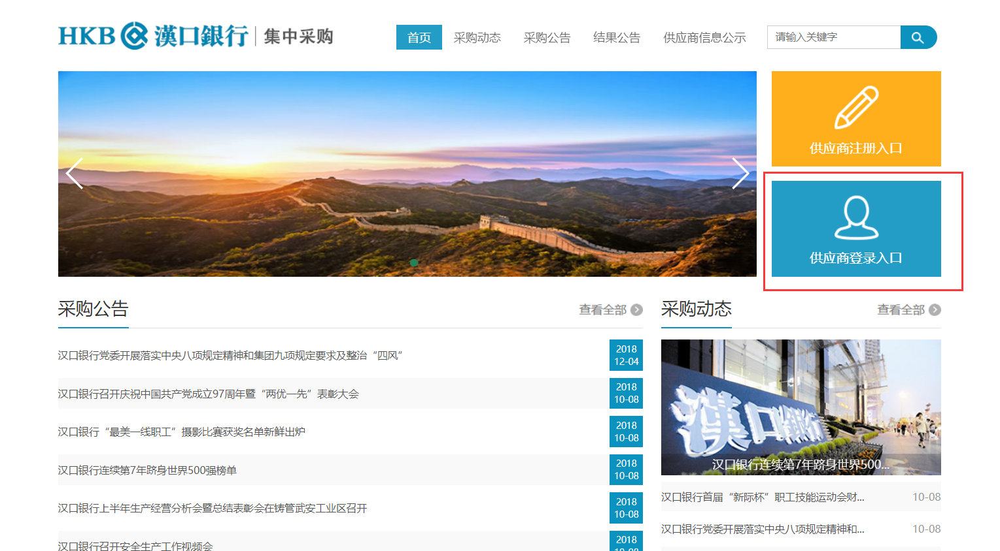 HKB 漢口銀行 集中采购
首页 采购动态 采购公告 结果公告 供应商信息公示 请输入关键字
供应商注册入口
供应商登录入口
采购公告 查看全部
汉口银行党委开展落实中央八项规定精神和集团九项规定要求及整治“四风” 2018
12-04
汉口银行召开庆祝中国共产党成立97周年暨“两优一先”表彰大会 2018
10-08
汉口银行“最美一线职工”摄影比赛获奖名单新鲜出炉 2018
10-08
汉口银行连续第7年跻身世界500强榜单 2018
10-08
汉口银行上半年生产经营分析会暨总结表彰会在铸管武安工业区召开 2018
10-08
汉口银行召开安全生产工作视频会 2018
10-08
采购动态 查看全部
漢口銀行
汉口银行连续第7年跻身世界500...
汉口银行首届“新际杯”职工技能运动会财... 10-08
汉口银行党委开展落实中央八项规定精神和... 10-08